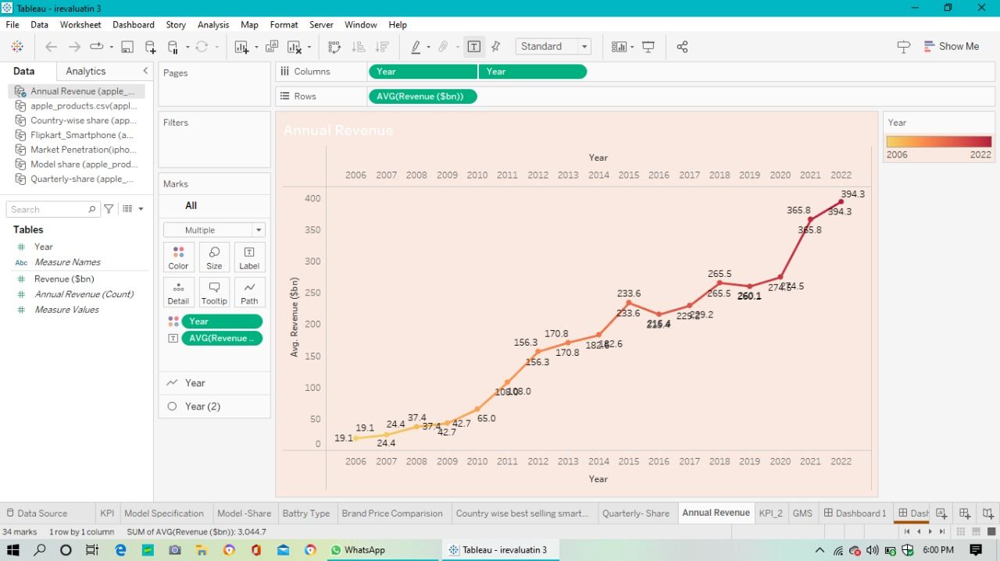 Tableau - irevaluatin 3
File Data Worksheet Dashboard Story Analysis Map Format Server Window Help
Standard
Show Me
Data Analytics
Annual Revenue (apple_...
apple_products.csv(appl...
Country-wise share (app...
Flipkart_Smartphone (a...
Market Penetration(ipho...
Model share (apple_prod...
Quarterly-share (apple_...
Search
Tables
Year
Abc Measure Names
Revenue ($bn)
Annual Revenue (Count)
Measure Values
Pages
Filters
Marks
All
Multiple
Color Size Label
Detail Tooltip Path
Year
AVG(Revenue ..
Year
Year (2)
Columns Year Year
Rows AVG(Revenue ($bn))
Annual Revenue
Year
2006 2007 2008 2009 2010 2011 2012 2013 2014 2015 2016 2017 2018 2019 2020 2021 2022
Avg. Revenue ($bn)
400
350
300
250
200
150
100
50
0
19.1 19.1
24.4 24.4
37.4 37.4
42.7 42.7
65.0
108.0 108.0
156.3 156.3
170.8 170.8
182.6 182.6
233.6 233.6
215.4 215.4
229.2 229.2
265.5 265.5
260.1 260.1
274.5 274.5
365.8 365.8
394.3 394.3
2006 2007 2008 2009 2010 2011 2012 2013 2014 2015 2016 2017 2018 2019 2020 2021 2022
Year
Year
2006 2022
Data Source KPI Model Specification Model -Share Battry Type Brand Price Comparision Country wise best selling smart... Quarterly- Share Annual Revenue KPI_2 GMS Dashboard 1 Dash
34 marks 1 row by 1 column SUM of AVG(Revenue ($bn)): 3,044.7
WhatsApp Tableau - irevaluatin 3 6:00 PM